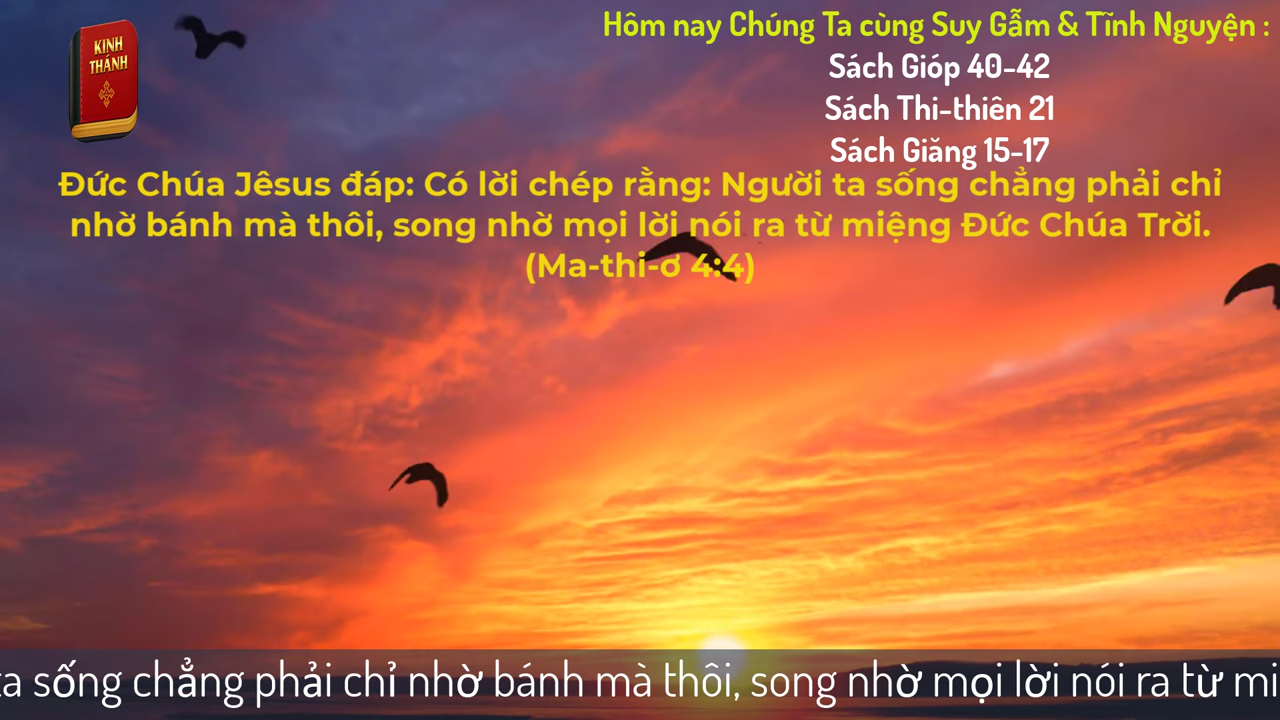 KINH
THÁNH
Hôm nay Chúng Ta cùng Suy Gẫm & Tĩnh Nguyện :
Sách Gióp 40-42
Sách Thi-thiên 21
Sách Giăng 15-17
Đức Chúa Jêsus đáp: Có lời chép rằng: Người ta sống chẳng phải chỉ
nhờ bánh mà thôi, song nhờ mọi lời nói ra từ miệng Đức Chúa Trời.
(Ma-thi-ơ 4:4)
ta sống chẳng phải chỉ nhờ bánh mà thôi, song nhờ mọi lời nói ra từ mi